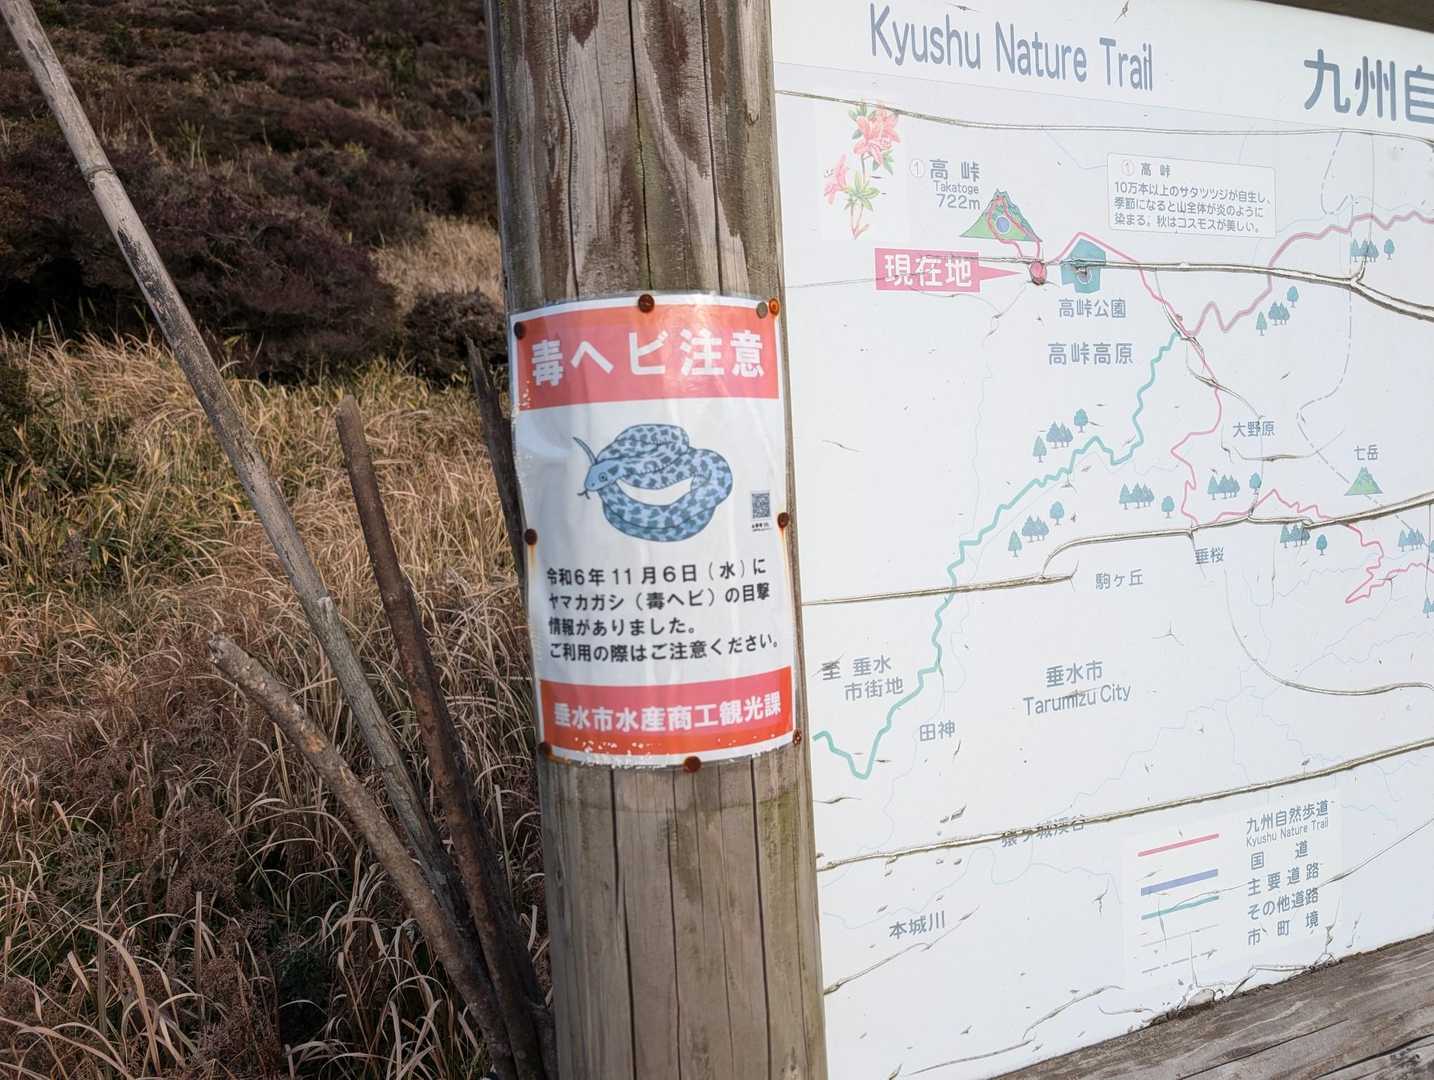 毒ヘビ注意
令和6年11月6日（水）に
ヤマカガシ（毒ヘビ）の目撃
情報がありました。
ご利用の際はご注意ください。
垂水市水産商工観光課
Kyushu Nature Trail
九州自
①高峠
Takatoge
722m
① 高峠
10万本以上のサタツツジが自生し、
季節になると山全体が炎のように
染まる。秋はコスモスが美しい。
現在地
高峠公園
高峠高原
大野原
七岳
垂桜
駒ヶ丘
至 垂水
市街地
垂水市
Tarumizu City
田神
猿ヶ城渓谷
本城川
九州自然歩道
Kyushu Nature Trail
国道
主要道路
その他道路
市町境